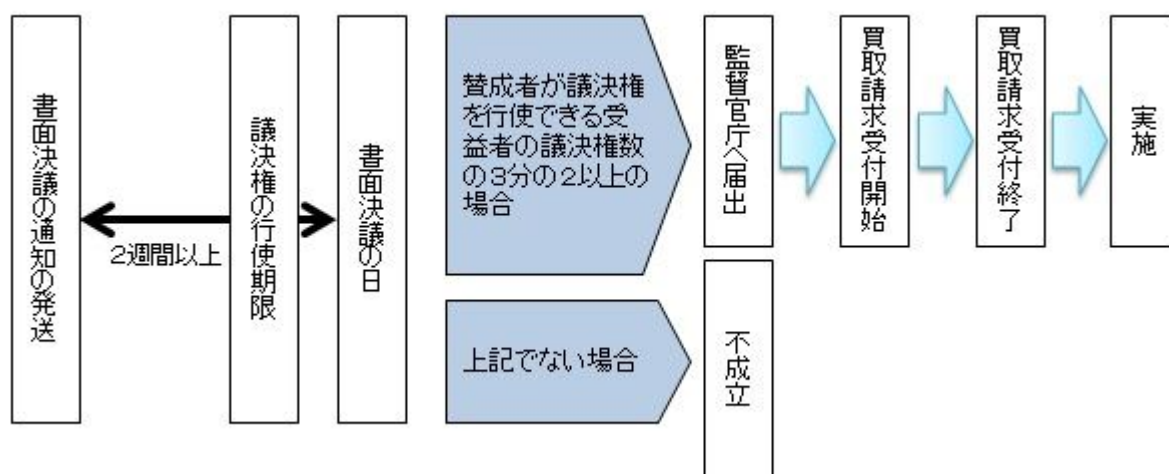 書面決議の通知の発送
2週間以上
議決権の行使期限
書面決議の日
賛成者が議決権
を行使できる受
益者の議決権数
の3分の2以上の
場合
監督官庁へ届出
買取請求受付開始
買取請求受付終了
実施
上記でない場合
不成立